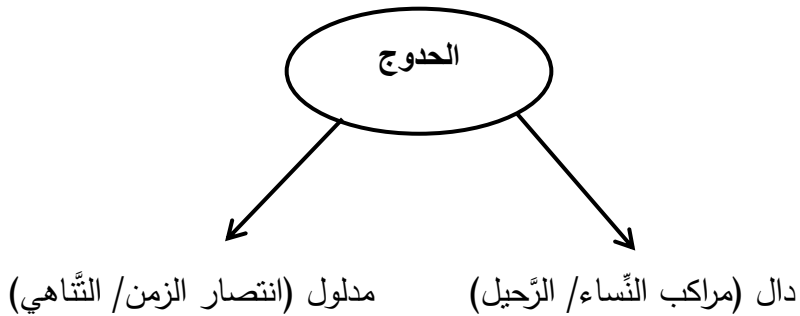 الحدوج
دال (مراكب النِّساء/ الرَّحيل) مدلول (انتصار الزمن/ التَّناهي)